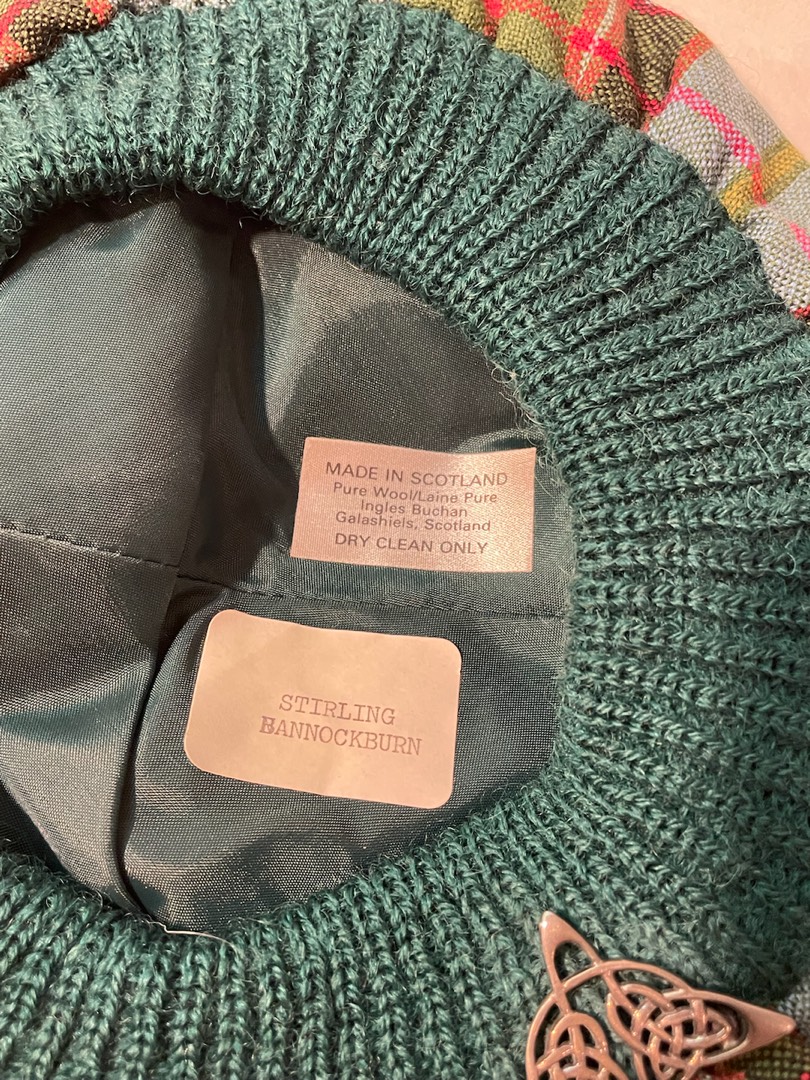 MADE IN SCOTLAND
Pure Wool/Laine Pure
Ingles Buchan
Galashiels, Scotland
DRY CLEAN ONLY
STIRLING
BANNOCKBURN